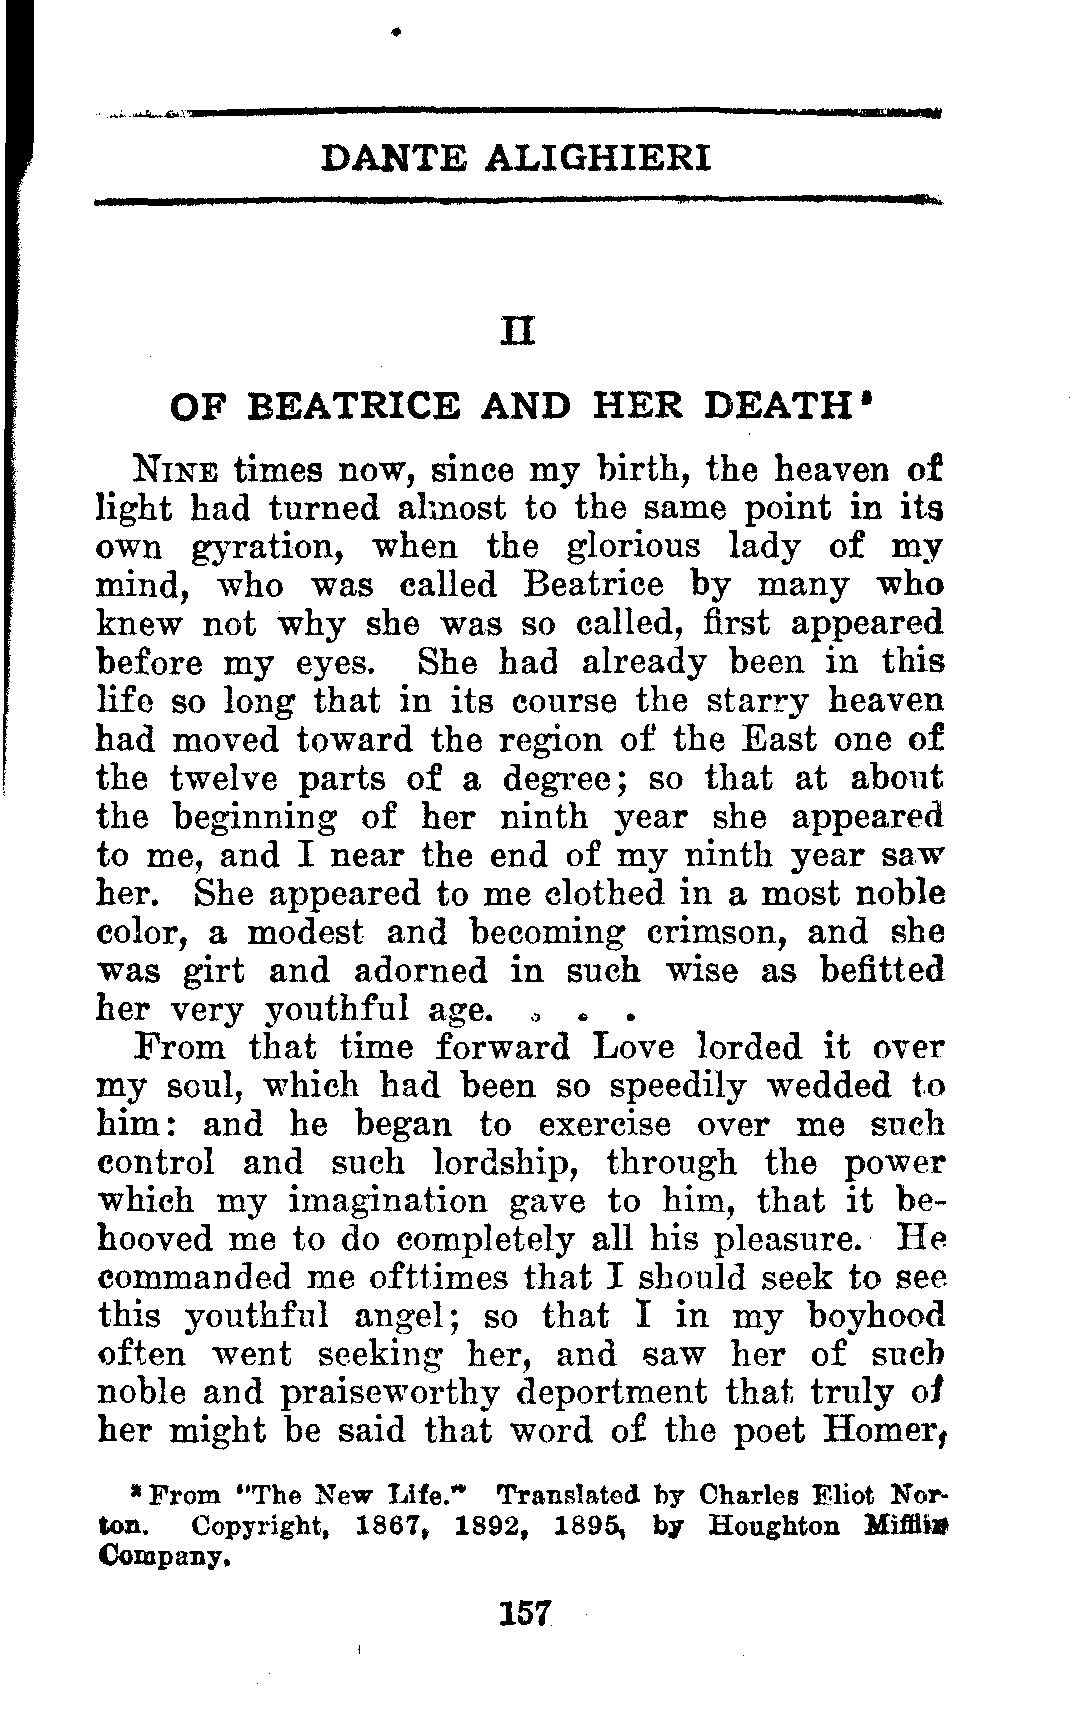 DANTE ALIGHIERI
II
OF BEATRICE AND HER DEATH⁸
NINE times now, since my birth, the heaven of
light had turned almost to the same point in its
own gyration, when the glorious lady of my
mind, who was called Beatrice by many who
knew not why she was so called, first appeared
before my eyes. She had already been in this
life so long that in its course the starry heaven
had moved toward the region of the East one of
the twelve parts of a degree; so that at about
the beginning of her ninth year she appeared
to me, and I near the end of my ninth year saw
her. She appeared to me clothed in a most noble
color, a modest and becoming crimson, and she
was girt and adorned in such wise as befitted
her very youthful age. . . .
From that time forward Love lorded it over
my soul, which had been so speedily wedded to
him: and he began to exercise over me such
control and such lordship, through the power
which my imagination gave to him, that it be-
hooved me to do completely all his pleasure. He
commanded me ofttimes that I should seek to see
this youthful angel; so that I in my boyhood
often went seeking her, and saw her of such
noble and praiseworthy deportment that truly of
her might be said that word of the poet Homer,
⁸ From "The New Life." Translated by Charles Eliot Nor-
ton. Copyright, 1867, 1892, 1895, by Houghton Mifflin
Company.
157